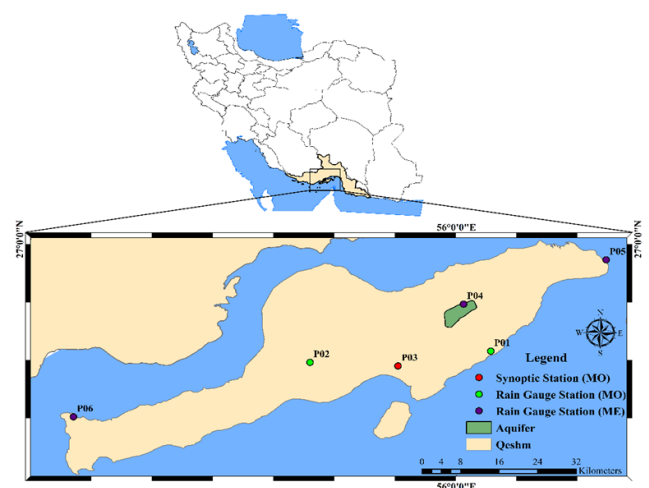 56°0'0"E
27°0'0"N
27°0'0"N
P05
P04
P01
P02
P03
P06
N
W
E
S
Legend
Synoptic Station (MO)
Rain Gauge Station (MO)
Rain Gauge Station (ME)
Aquifer
Qeshm
0 4 8 16 24 32
Kilometers
56°0'0"E